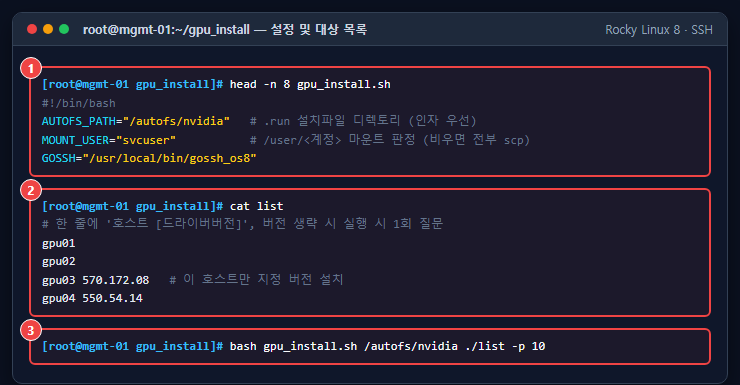 root@mgmt-01:~/gpu_install — 설정 및 대상 목록
Rocky Linux 8 · SSH
1
[root@mgmt-01 gpu_install]# head -n 8 gpu_install.sh
#!/bin/bash
AUTOFS_PATH="/autofs/nvidia" # .run 설치파일 디렉토리 (인자 우선)
MOUNT_USER="svcuser" # /user/<계정> 마운트 판정 (비우면 전부 scp)
GOSSH="/usr/local/bin/gossh_os8"
2
[root@mgmt-01 gpu_install]# cat list
# 한 줄에 '호스트 [드라이버버전]', 버전 생략 시 실행 시 1회 질문
gpu01
gpu02
gpu03 570.172.08 # 이 호스트만 지정 버전 설치
gpu04 550.54.14
3
[root@mgmt-01 gpu_install]# bash gpu_install.sh /autofs/nvidia ./list -p 10